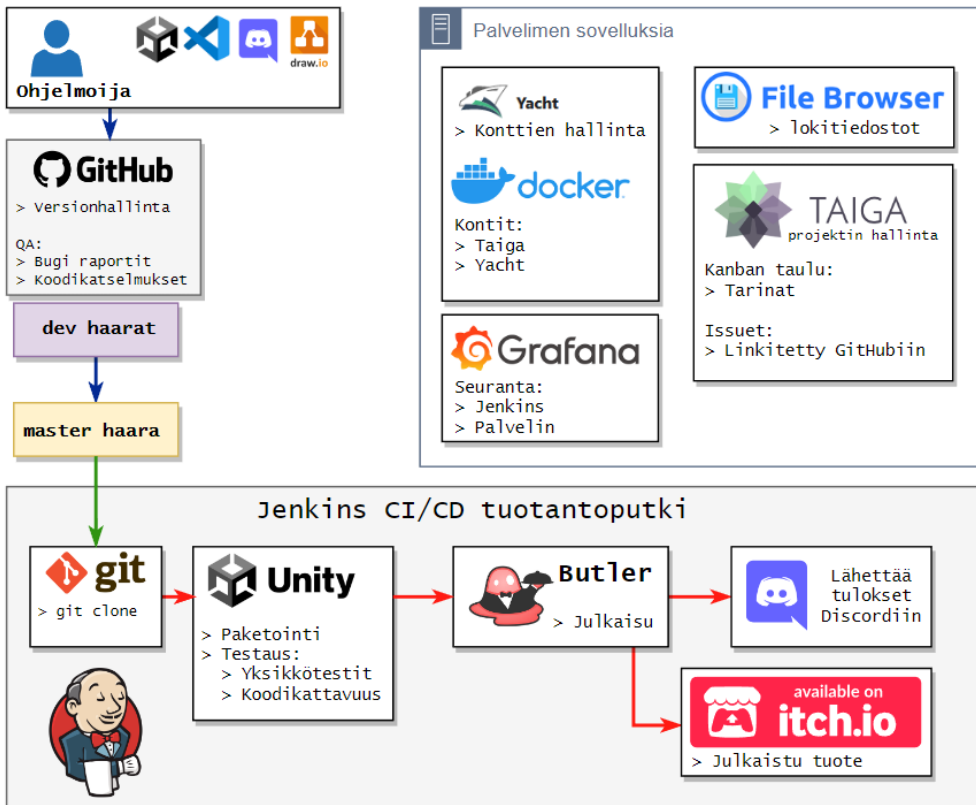 draw.io
Ohjelmoija
GitHub
> Versionhallinta
QA:
> Bugi raportit
> Koodikatselmukset
dev haarat
master haara
Palvelimen sovelluksia
Yacht
> Konttien hallinta
docker
Kontit:
> Taiga
> Yacht
Grafana
Seuranta:
> Jenkins
> Palvelin
File Browser
> lokitiedostot
TAIGA
projektin hallinta
Kanban taulu:
> Tarinat
Issuet:
> Linkitetty GitHubiin
Jenkins CI/CD tuotantoputki
git
> git clone
Unity
> Paketointi
> Testaus:
> Yksikkötestit
> Koodikattavuus
Butler
> Julkaisu
Lähettää
tulokset
Discordiin
available on
itch.io
> Julkaistu tuote